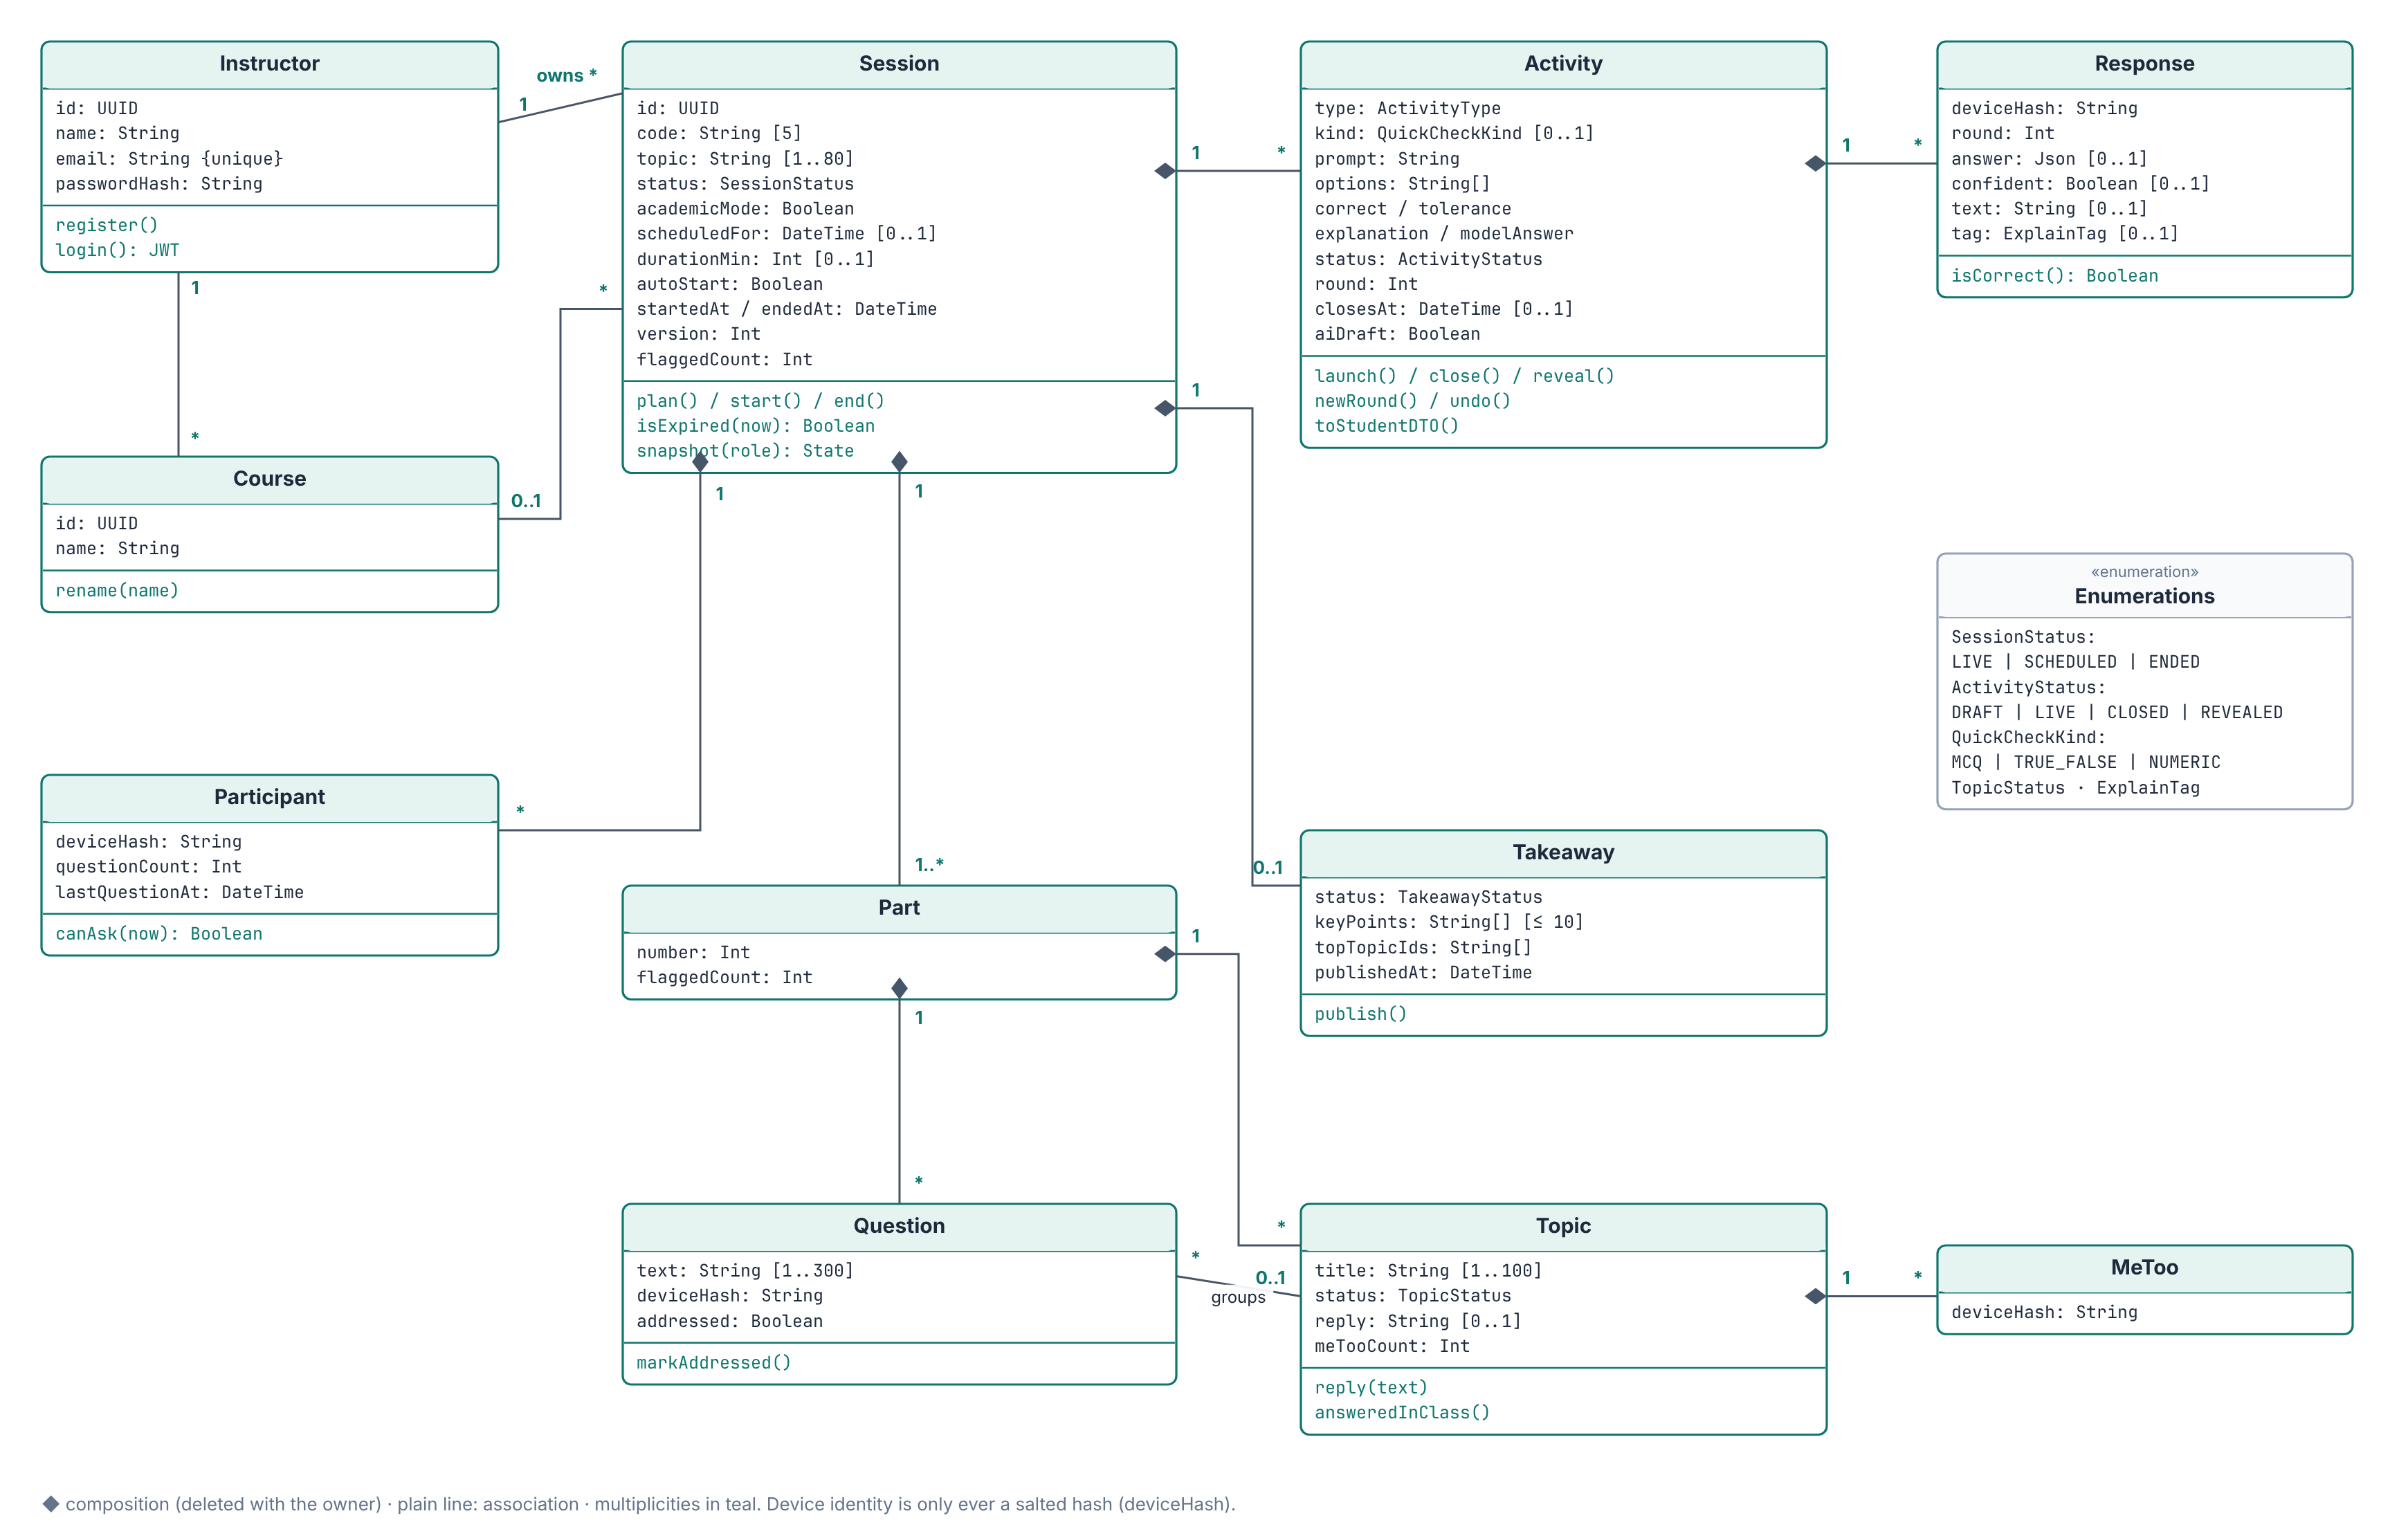 Instructor
id: UUID
name: String
email: String {unique}
passwordHash: String
register()
login(): JWT
1
owns *
Session
id: UUID
code: String [5]
topic: String [1..80]
status: SessionStatus
academicMode: Boolean
scheduledFor: DateTime [0..1]
durationMin: Int [0..1]
autoStart: Boolean
startedAt / endedAt: DateTime
version: Int
flaggedCount: Int
plan() / start() / end()
isExpired(now): Boolean
snapshot(role): State
1
*
Activity
type: ActivityType
kind: QuickCheckKind [0..1]
prompt: String
options: String[]
correct / tolerance
explanation / modelAnswer
status: ActivityStatus
round: Int
closesAt: DateTime [0..1]
aiDraft: Boolean
launch() / close() / reveal()
newRound() / undo()
toStudentDTO()
1
*
Response
deviceHash: String
round: Int
answer: Json [0..1]
confident: Boolean [0..1]
text: String [0..1]
tag: ExplainTag [0..1]
isCorrect(): Boolean
1
*
Course
id: UUID
name: String
rename(name)
0..1
*
1
1
1
«enumeration»
Enumerations
SessionStatus:
LIVE | SCHEDULED | ENDED
ActivityStatus:
DRAFT | LIVE | CLOSED | REVEALED
QuickCheckKind:
MCQ | TRUE_FALSE | NUMERIC
TopicStatus · ExplainTag
Participant
deviceHash: String
questionCount: Int
lastQuestionAt: DateTime
canAsk(now): Boolean
*
1..*
Part
number: Int
flaggedCount: Int
1
1
0..1
Takeaway
status: TakeawayStatus
keyPoints: String[] [≤ 10]
topTopicIds: String[]
publishedAt: DateTime
publish()
*
Question
text: String [1..300]
deviceHash: String
addressed: Boolean
markAddressed()
*
*
0..1
groups
Topic
title: String [1..100]
status: TopicStatus
reply: String [0..1]
meTooCount: Int
reply(text)
answeredInClass()
1
*
MeToo
deviceHash: String
◆ composition (deleted with the owner) · plain line: association · multiplicities in teal. Device identity is only ever a salted hash (deviceHash).